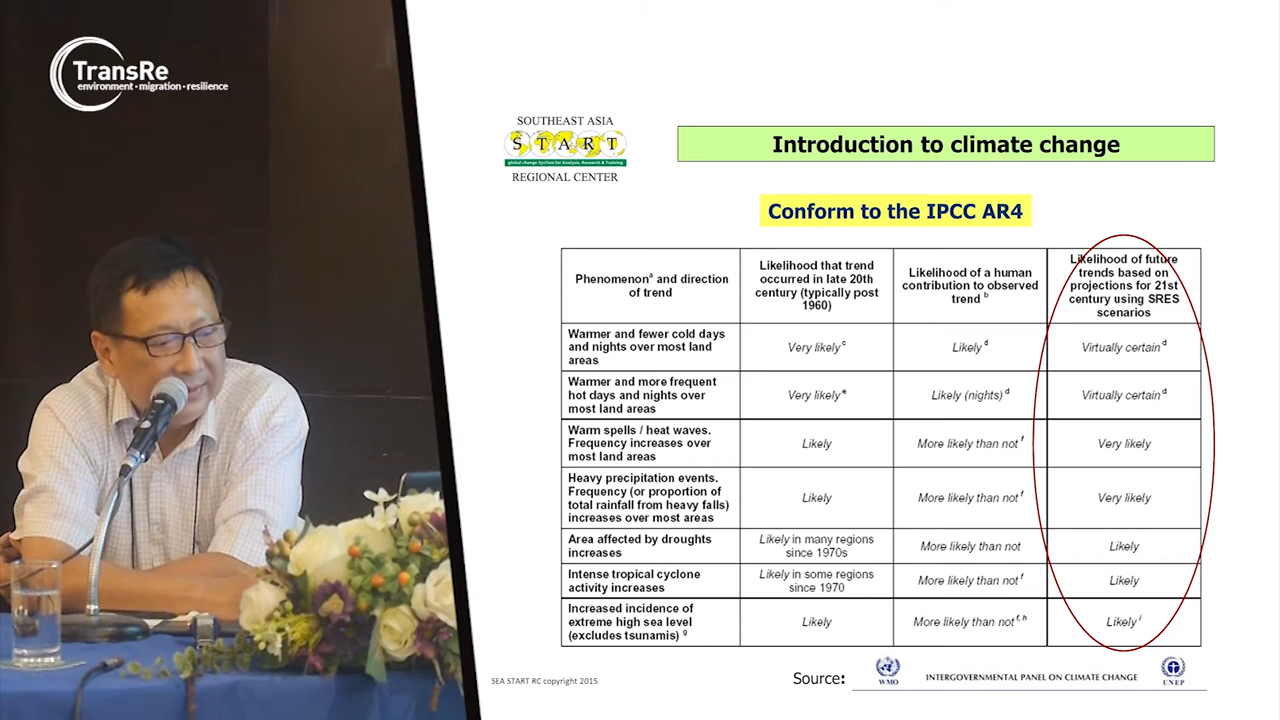 TransRe
environment · migration · resilience
SOUTHEAST ASIA
START
global change SysTem for Analysis, Research & Training
REGIONAL CENTER
Introduction to climate change
Conform to the IPCC AR4
Phenomenonᵃ and direction
of trend
Likelihood that trend
occurred in late 20th
century (typically post
1960)
Likelihood of a human
contribution to observed
trend ᵇ
Likelihood of future
trends based on
projections for 21st
century using SRES
scenarios
Warmer and fewer cold days
and nights over most land
areas
Very likely ᶜ
Likely ᵈ
Virtually certain ᵈ
Warmer and more frequent
hot days and nights over
most land areas
Very likely ᵉ
Likely (nights) ᵈ
Virtually certain ᵈ
Warm spells / heat waves.
Frequency increases over
most land areas
Likely
More likely than not ᶠ
Very likely
Heavy precipitation events.
Frequency (or proportion of
total rainfall from heavy falls)
increases over most areas
Likely
More likely than not ᶠ
Very likely
Area affected by droughts
increases
Likely in many regions
since 1970s
More likely than not
Likely
Intense tropical cyclone
activity increases
Likely in some regions
since 1970
More likely than not ᶠ
Likely
Increased incidence of
extreme high sea level
(excludes tsunamis) ᵍ
Likely
More likely than not ᶠ, ʰ
Likely ⁱ
SEA START RC copyright 2015
Source:
WMO
INTERGOVERNMENTAL PANEL ON CLIMATE CHANGE
UNEP